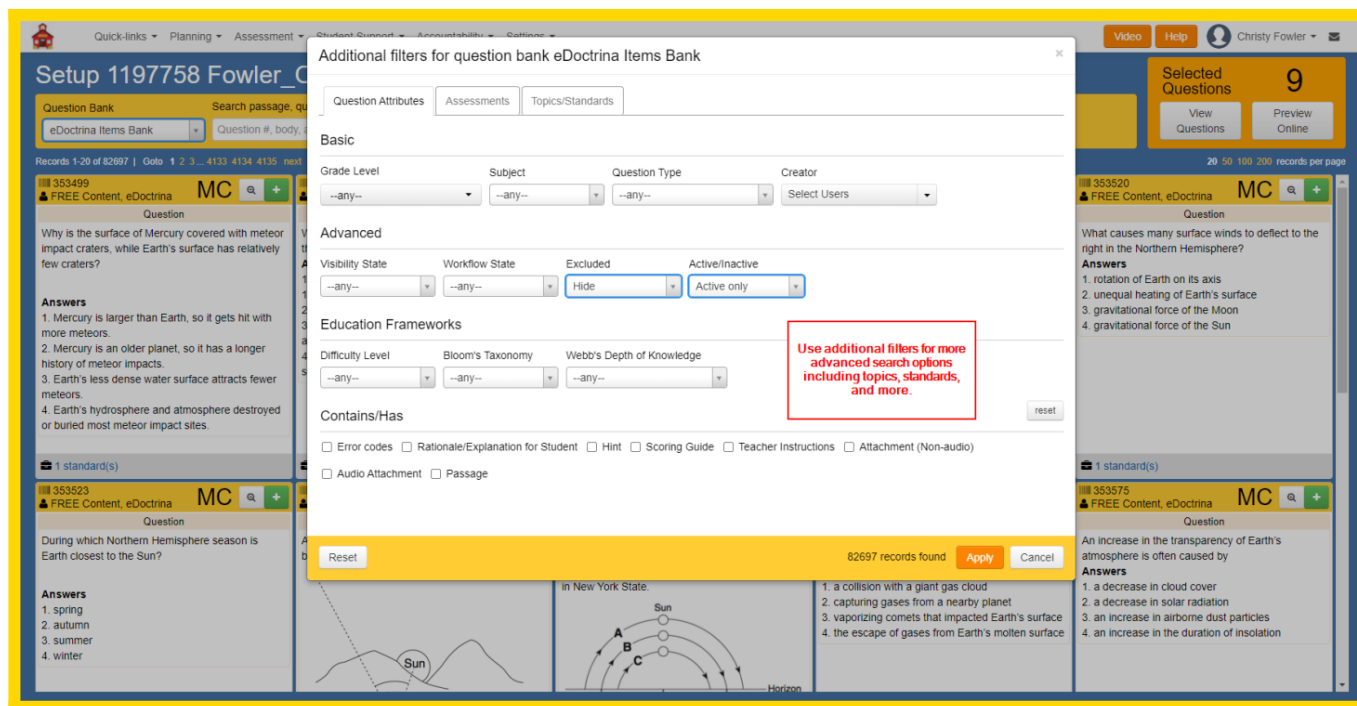 Quick-links Planning Assessment Student Support Accountability Settings
Video Help Christy Fowler
Setup 1197758 Fowler_
Question Bank
Search passage, qu
eDoctrina Items Bank
Question #, body, a
Records 1-20 of 82697 | Goto 1 2 3 ... 4133 4134 4135 next
Selected Questions 9
View Questions
Preview Online
20 50 100 200 records per page
Additional filters for question bank eDoctrina Items Bank ×
Question Attributes Assessments Topics/Standards
Basic
Grade Level Subject Question Type Creator
--any-- --any-- --any-- Select Users
Advanced
Visibility State Workflow State Excluded Active/Inactive
--any-- --any-- Hide Active only
Education Frameworks
Difficulty Level Bloom's Taxonomy Webb's Depth of Knowledge
--any-- --any-- --any--
Use additional filters for more
advanced search options
including topics, standards,
and more.
Contains/Has
reset
Error codes Rationale/Explanation for Student Hint Scoring Guide Teacher Instructions Attachment (Non-audio)
Audio Attachment Passage
Reset 82697 records found Apply Cancel
353499
FREE Content, eDoctrina MC
Question
Why is the surface of Mercury covered with meteor
impact craters, while Earth's surface has relatively
few craters?
Answers
1. Mercury is larger than Earth, so it gets hit with
more meteors.
2. Mercury is an older planet, so it has a longer
history of meteor impacts.
3. Earth's less dense water surface attracts fewer
meteors.
4. Earth's hydrosphere and atmosphere destroyed
or buried most meteor impact sites.
1 standard(s)
353520
FREE Content, eDoctrina MC
Question
What causes many surface winds to deflect to the
right in the Northern Hemisphere?
Answers
1. rotation of Earth on its axis
2. unequal heating of Earth's surface
3. gravitational force of the Moon
4. gravitational force of the Sun
1 standard(s)
353523
FREE Content, eDoctrina MC
Question
During which Northern Hemisphere season is
Earth closest to the Sun?
Answers
1. spring
2. autumn
3. summer
4. winter
Sun
in New York State.
Sun
A
B
C
Horizon
1. a collision with a giant gas cloud
2. capturing gases from a nearby planet
3. vaporizing comets that impacted Earth's surface
4. the escape of gases from Earth's molten surface
353575
FREE Content, eDoctrina MC
Question
An increase in the transparency of Earth's
atmosphere is often caused by
Answers
1. a decrease in cloud cover
2. a decrease in solar radiation
3. an increase in airborne dust particles
4. an increase in the duration of insolation